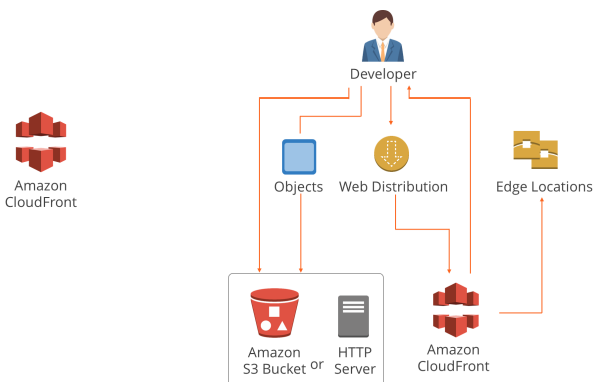 Developer
Objects
Web Distribution
Edge Locations
Amazon
CloudFront
Amazon
S3 Bucket
or
HTTP
Server
Amazon
CloudFront